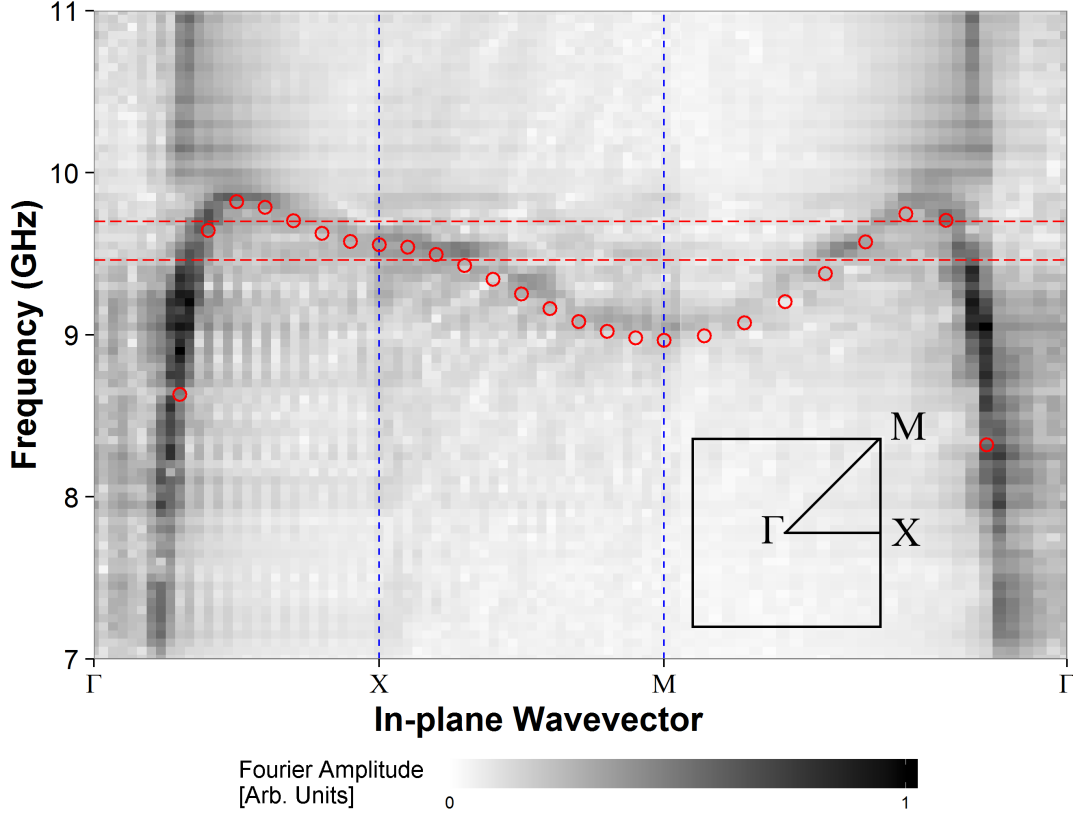 11
10
9
8
7
Frequency (GHz)
M
Γ
X
Γ
X
M
Γ
In-plane Wavevector
Fourier Amplitude
[Arb. Units]
0
1